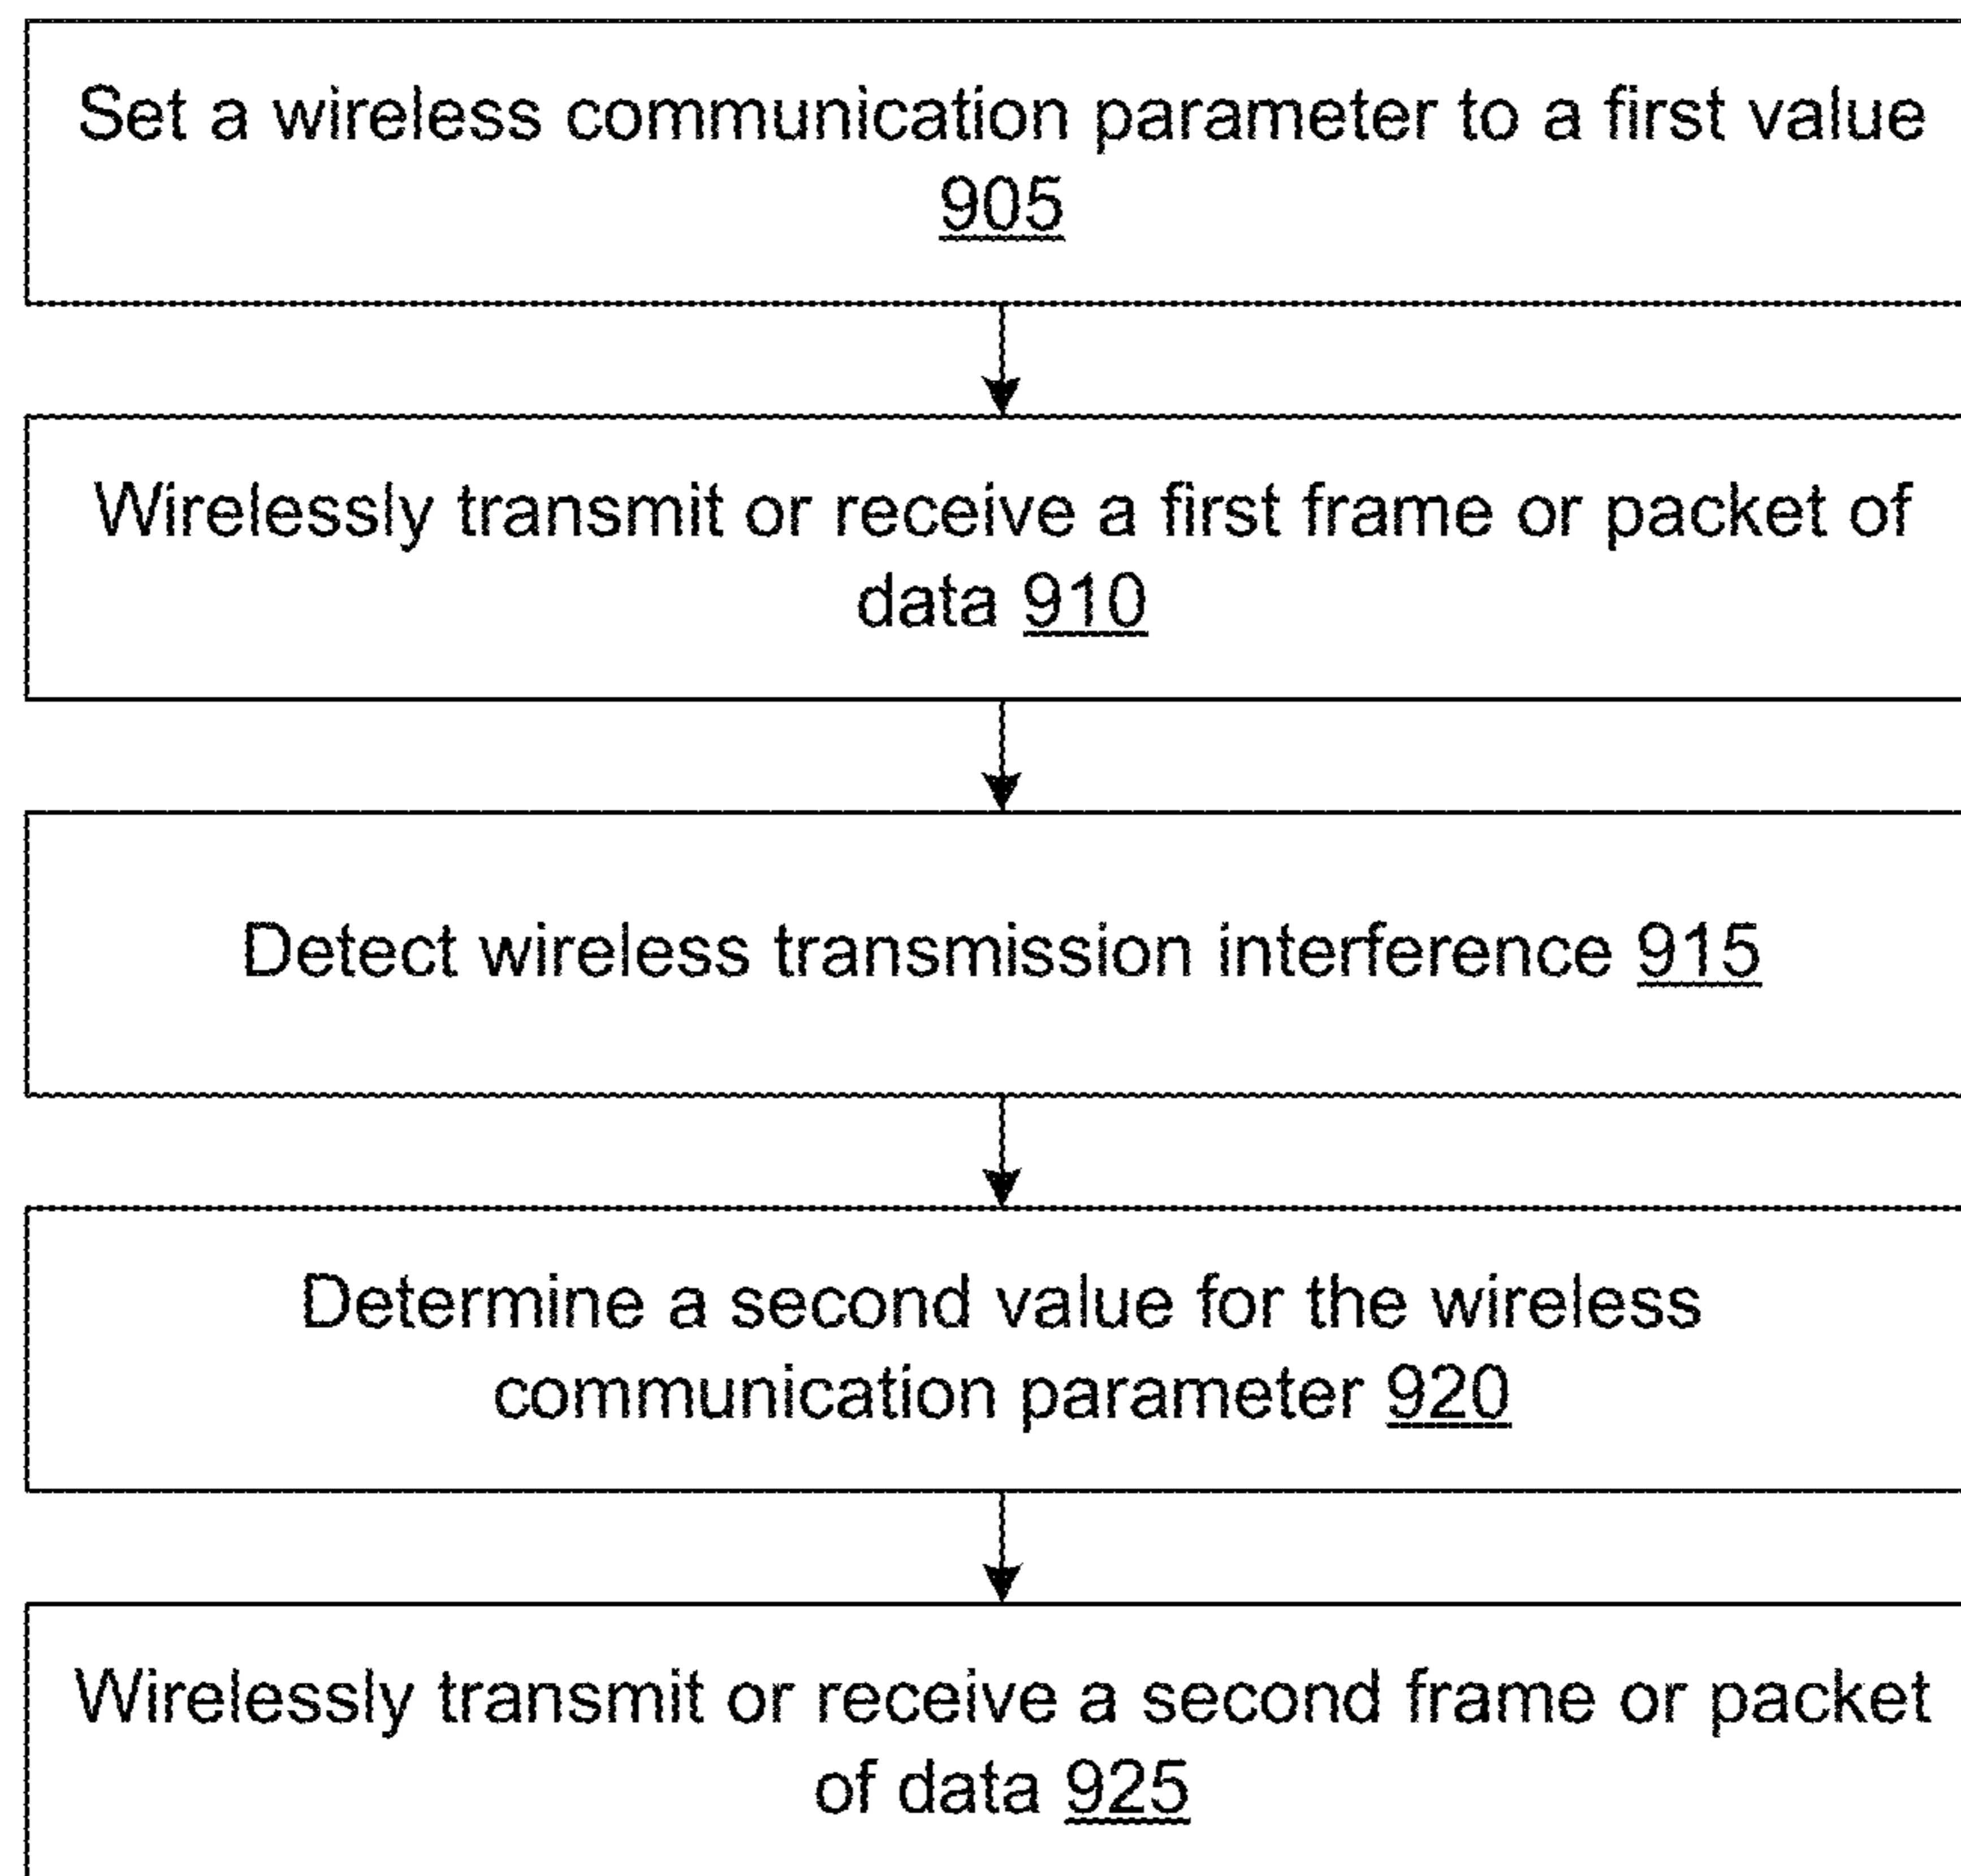 Set a wireless communication parameter to a first value
905
Wirelessly transmit or receive a first frame or packet of
data 910
Detect wireless transmission interference 915
Determine a second value for the wireless
communication parameter 920
Wirelessly transmit or receive a second frame or packet
of data 925